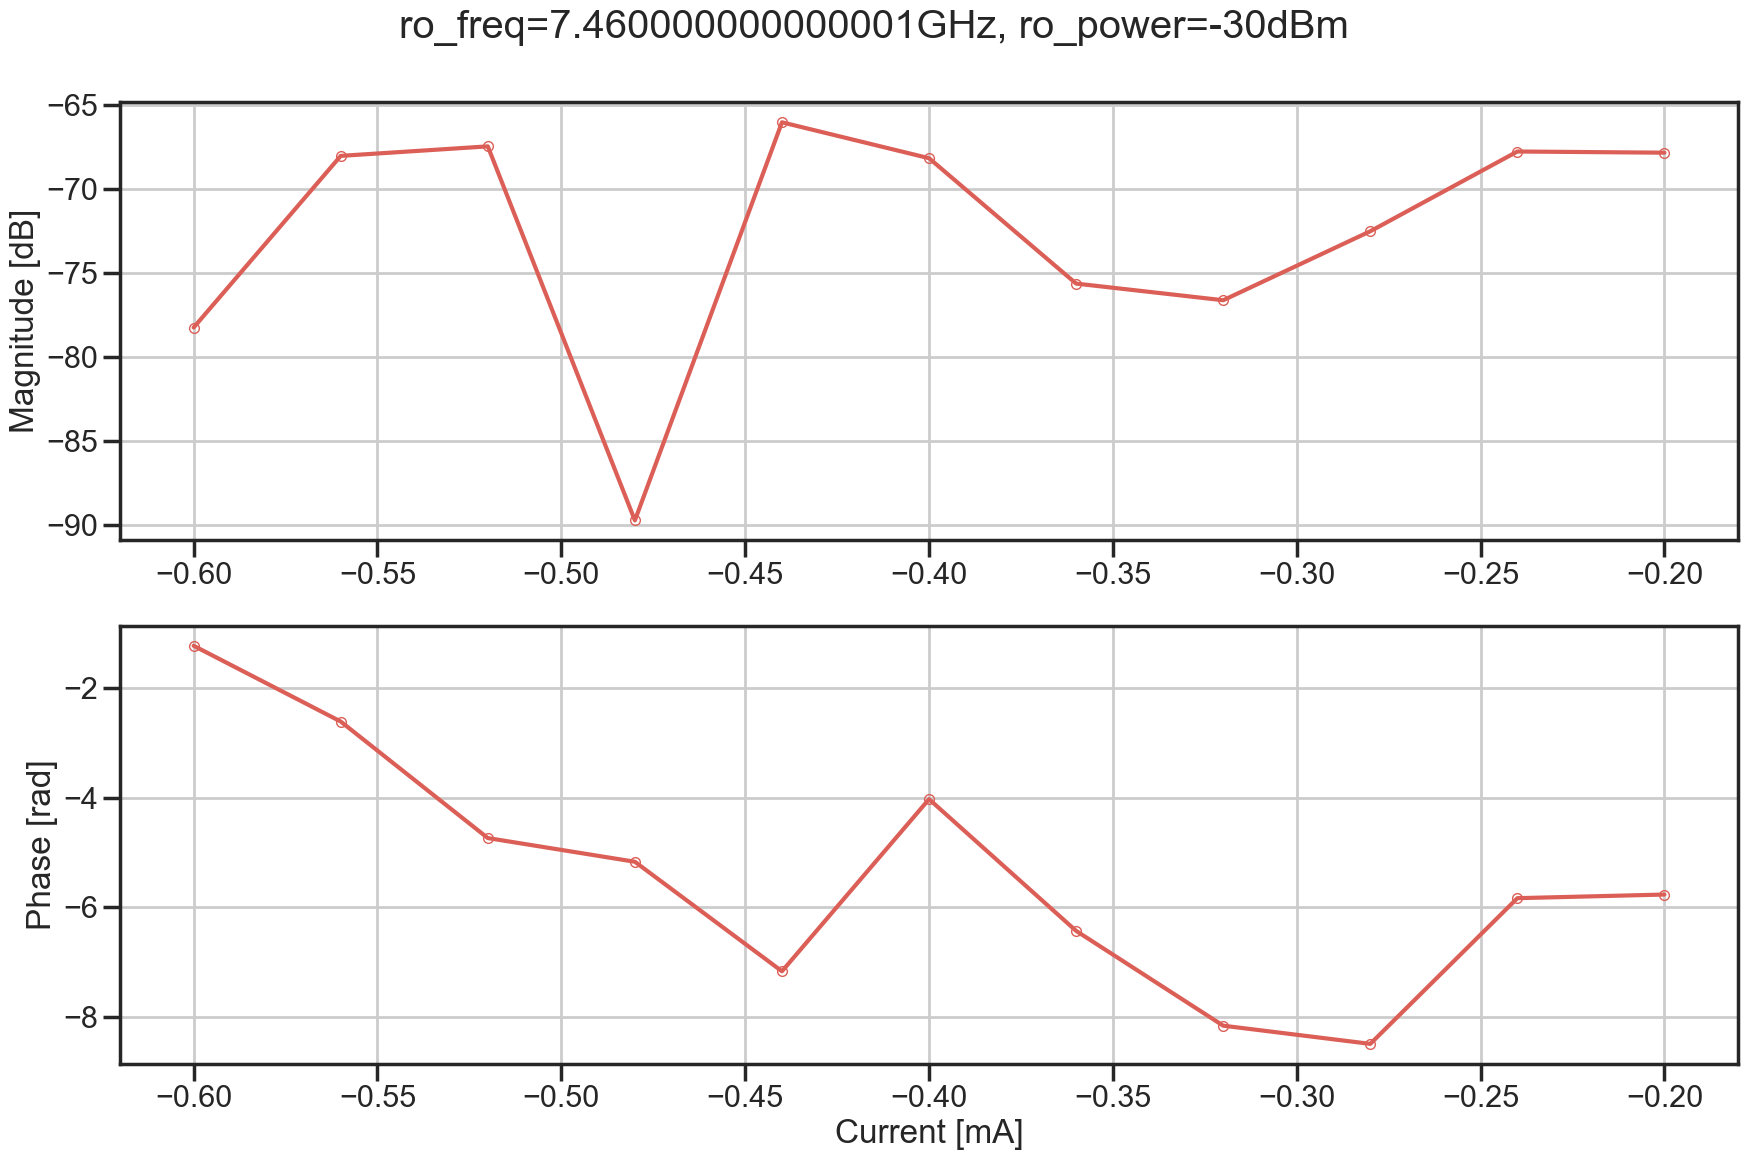 ro_freq=7.460000000000001GHz, ro_power=-30dBm
Magnitude [dB]
−65
−70
−75
−80
−85
−90
−0.60 −0.55 −0.50 −0.45 −0.40 −0.35 −0.30 −0.25 −0.20
Phase [rad]
−2
−4
−6
−8
−0.60 −0.55 −0.50 −0.45 −0.40 −0.35 −0.30 −0.25 −0.20
Current [mA]